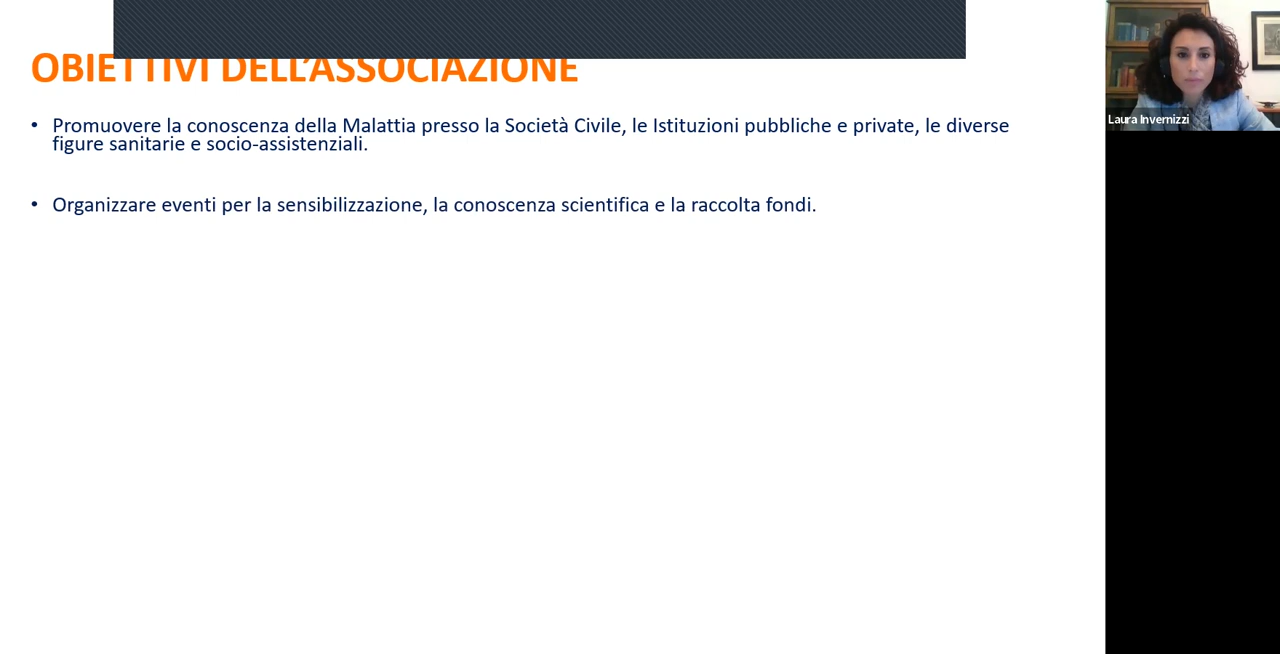 OBIETTIVI DELL'ASSOCIAZIONE
• Promuovere la conoscenza della Malattia presso la Società Civile, le Istituzioni pubbliche e private, le diverse
figure sanitarie e socio-assistenziali.
• Organizzare eventi per la sensibilizzazione, la conoscenza scientifica e la raccolta fondi.
Laura Invernizzi